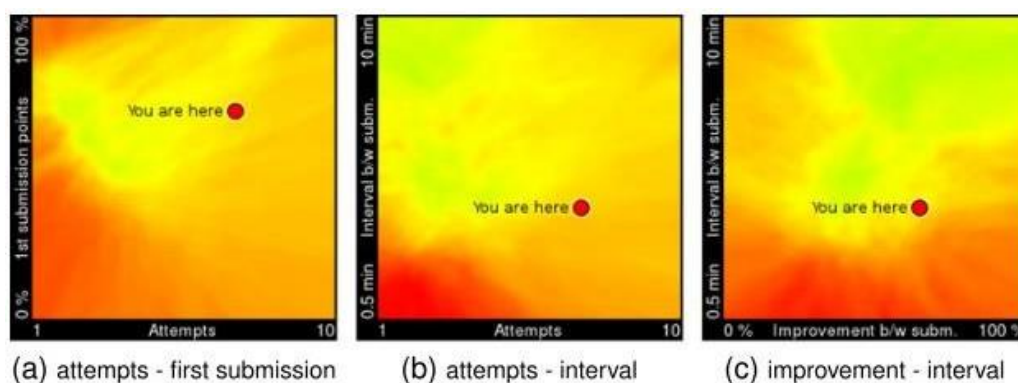 100 %
1st submission points
0 %
You are here
1 Attempts 10
(a) attempts - first submission
10 min
Interval b/w subm.
0.5 min
You are here
1 Attempts 10
(b) attempts - interval
10 min
Interval b/w subm.
0.5 min
You are here
0 % Improvement b/w subm. 100 %
(c) improvement - interval